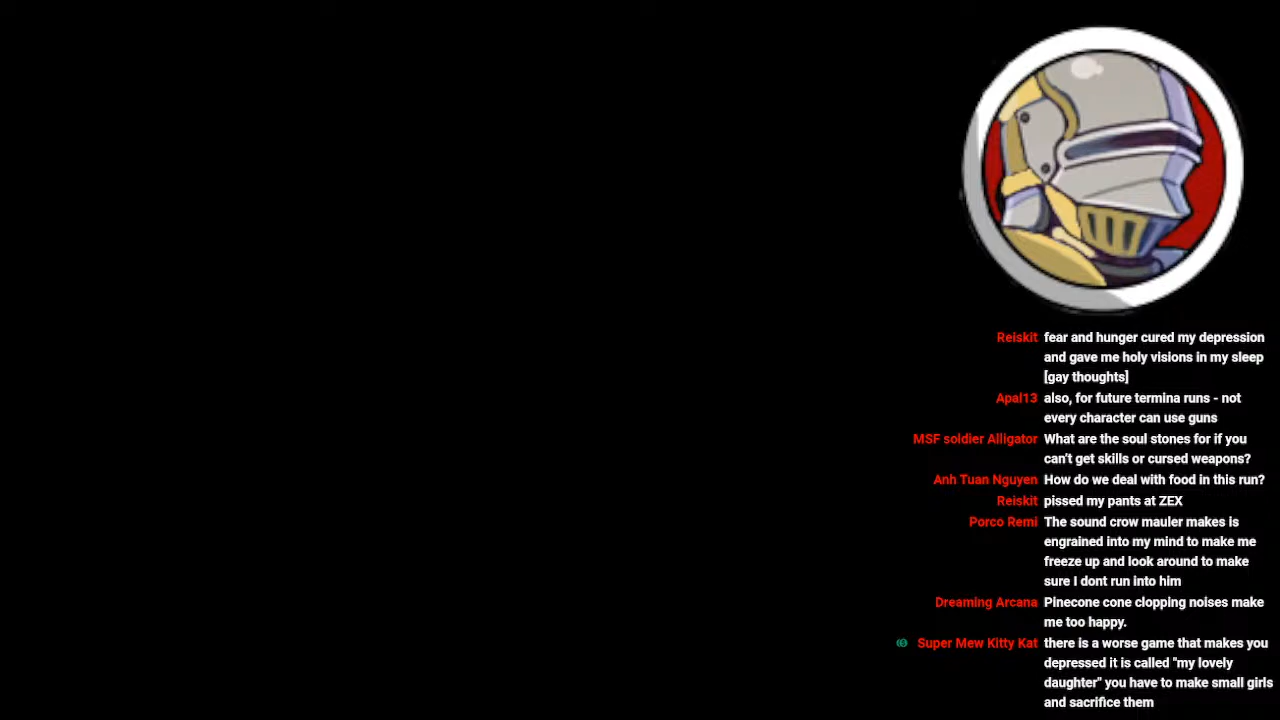 Reiskit fear and hunger cured my depression
and gave me holy visions in my sleep
[gay thoughts]
Apal13 also, for future termina runs - not
every character can use guns
MSF soldier Alligator What are the soul stones for if you
can't get skills or cursed weapons?
Anh Tuan Nguyen How do we deal with food in this run?
Reiskit pissed my pants at ZEX
Porco Remi The sound crow mauler makes is
engrained into my mind to make me
freeze up and look around to make
sure I dont run into him
Dreaming Arcana Pinecone cone clopping noises make
me too happy.
Super Mew Kitty Kat there is a worse game that makes you
depressed it is called "my lovely
daughter" you have to make small girls
and sacrifice them